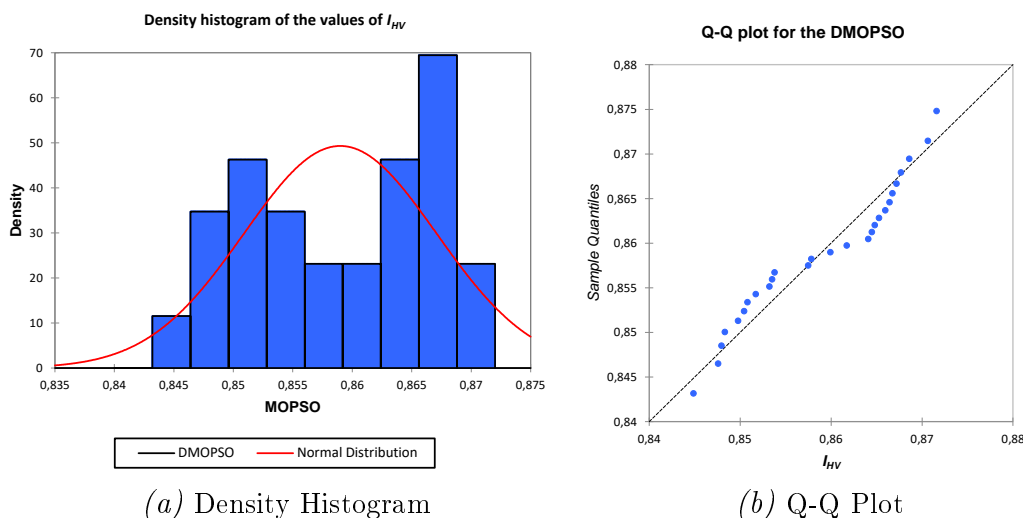 Density histogram of the values of I_HV
70
60
50
40
30
20
10
0
Density
0,835 0,84 0,845 0,85 0,855 0,86 0,865 0,87 0,875
MOPSO
DMOPSO Normal Distribution
(a) Density Histogram
Q-Q plot for the DMOPSO
0,88
0,875
0,87
0,865
0,86
0,855
0,85
0,845
0,84
Sample Quantiles
0,84 0,85 0,86 0,87 0,88
I_HV
(b) Q-Q Plot